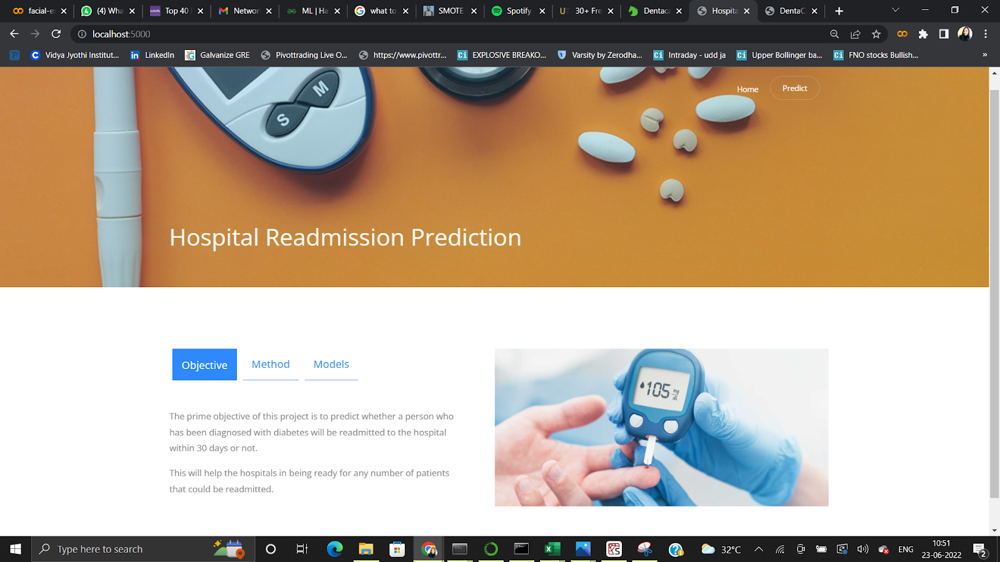 facial-e
(4) Wha
Top 40
Networ
ML | Ha
what to
SMOTE
Spotify
30+ Fre
Dentaca
Hospita
DentaC
localhost:5000
Vidya Jyothi Institut...
LinkedIn
Galvanize GRE
Pivottrading Live O...
https://www.pivottr...
EXPLOSIVE BREAKO...
Varsity by Zerodha...
Intraday - udd ja
Upper Bollinger ba...
FNO stocks Bullish...
»
Home
Predict
M
S
Hospital Readmission Prediction
Objective
Method
Models
The prime objective of this project is to predict whether a person who
has been diagnosed with diabetes will be readmitted to the hospital
within 30 days or not.
This will help the hospitals in being ready for any number of patients
that could be readmitted.
105 mg/dL
Type here to search
32°C
ENG
10:51
23-06-2022
2